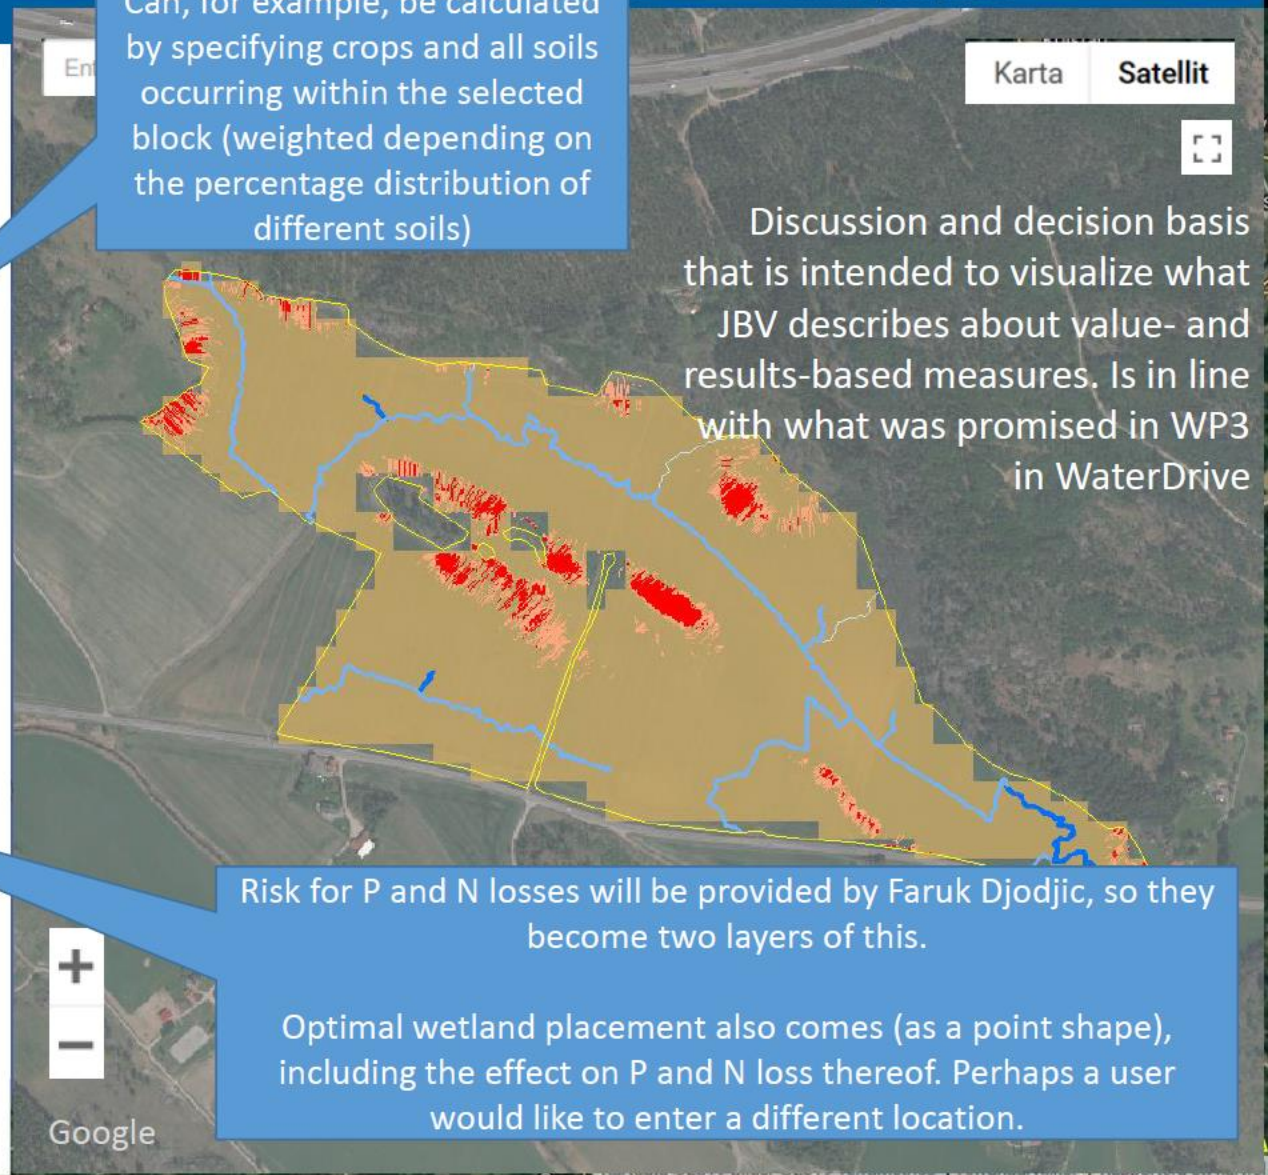 Can, for example, be calculated
by specifying crops and all soils
occurring within the selected
block (weighted depending on
the percentage distribution of
different soils)
Karta
Satellit
Discussion and decision basis
that is intended to visualize what
JBV describes about value- and
results-based measures. Is in line
with what was promised in WP3
in WaterDrive
Risk for P and N losses will be provided by Faruk Djodjic, so they
become two layers of this.
Optimal wetland placement also comes (as a point shape),
including the effect on P and N loss thereof. Perhaps a user
would like to enter a different location.
+
−
Google